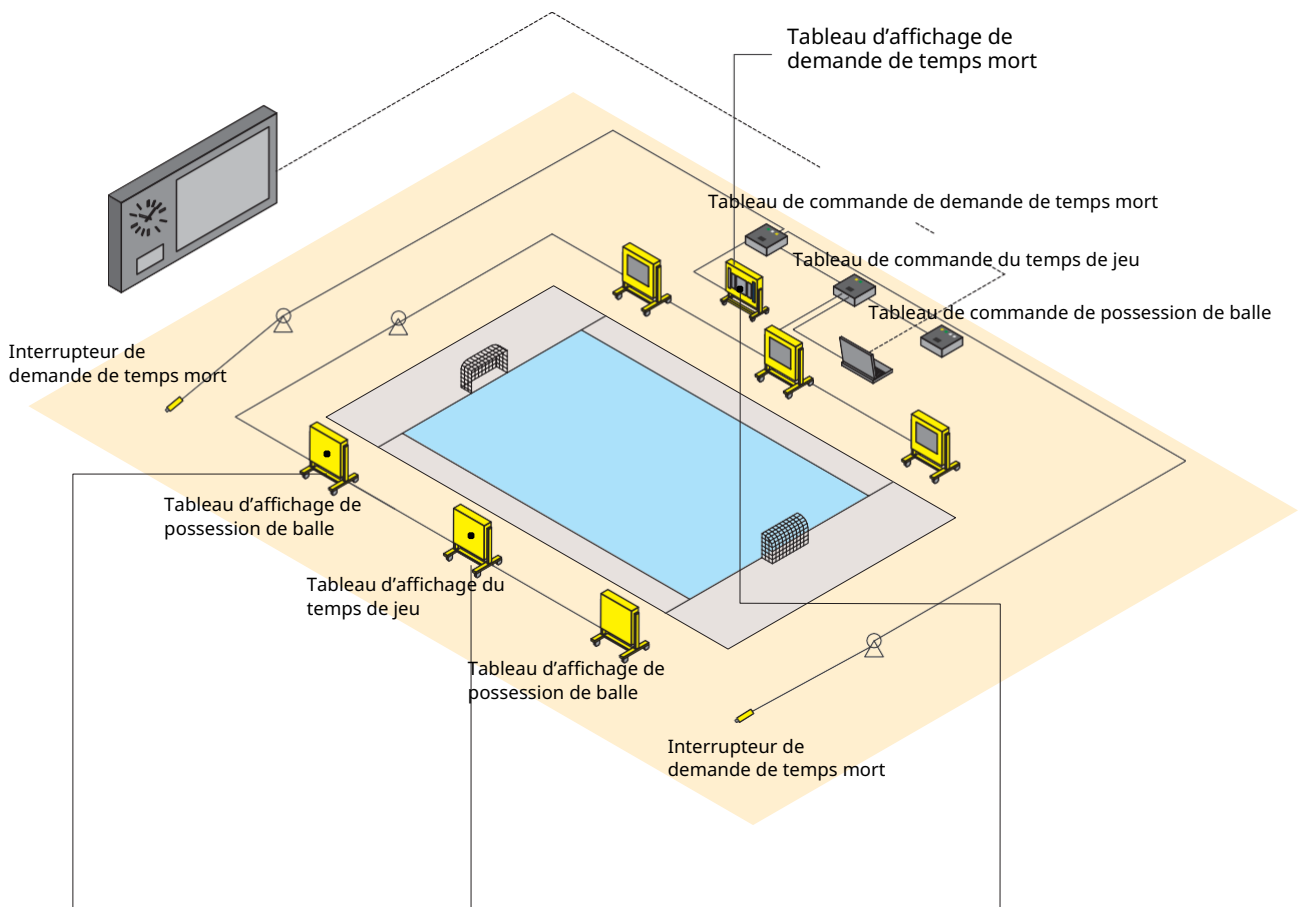 Tableau d’affichage de
demande de temps mort
Tableau de commande de demande de temps mort
Tableau de commande du temps de jeu
Tableau de commande de possession de balle
Interrupteur de
demande de temps mort
Tableau d’affichage de
possession de balle
Tableau d’affichage du
temps de jeu
Tableau d’affichage de
possession de balle
Interrupteur de
demande de temps mort